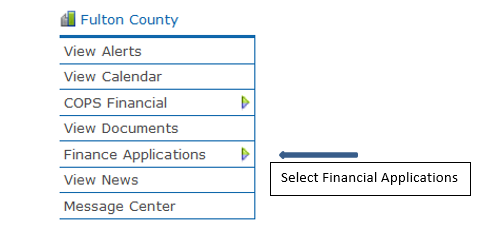 Fulton County
View Alerts
View Calendar
COPS Financial
View Documents
Finance Applications
Select Financial Applications
View News
Message Center